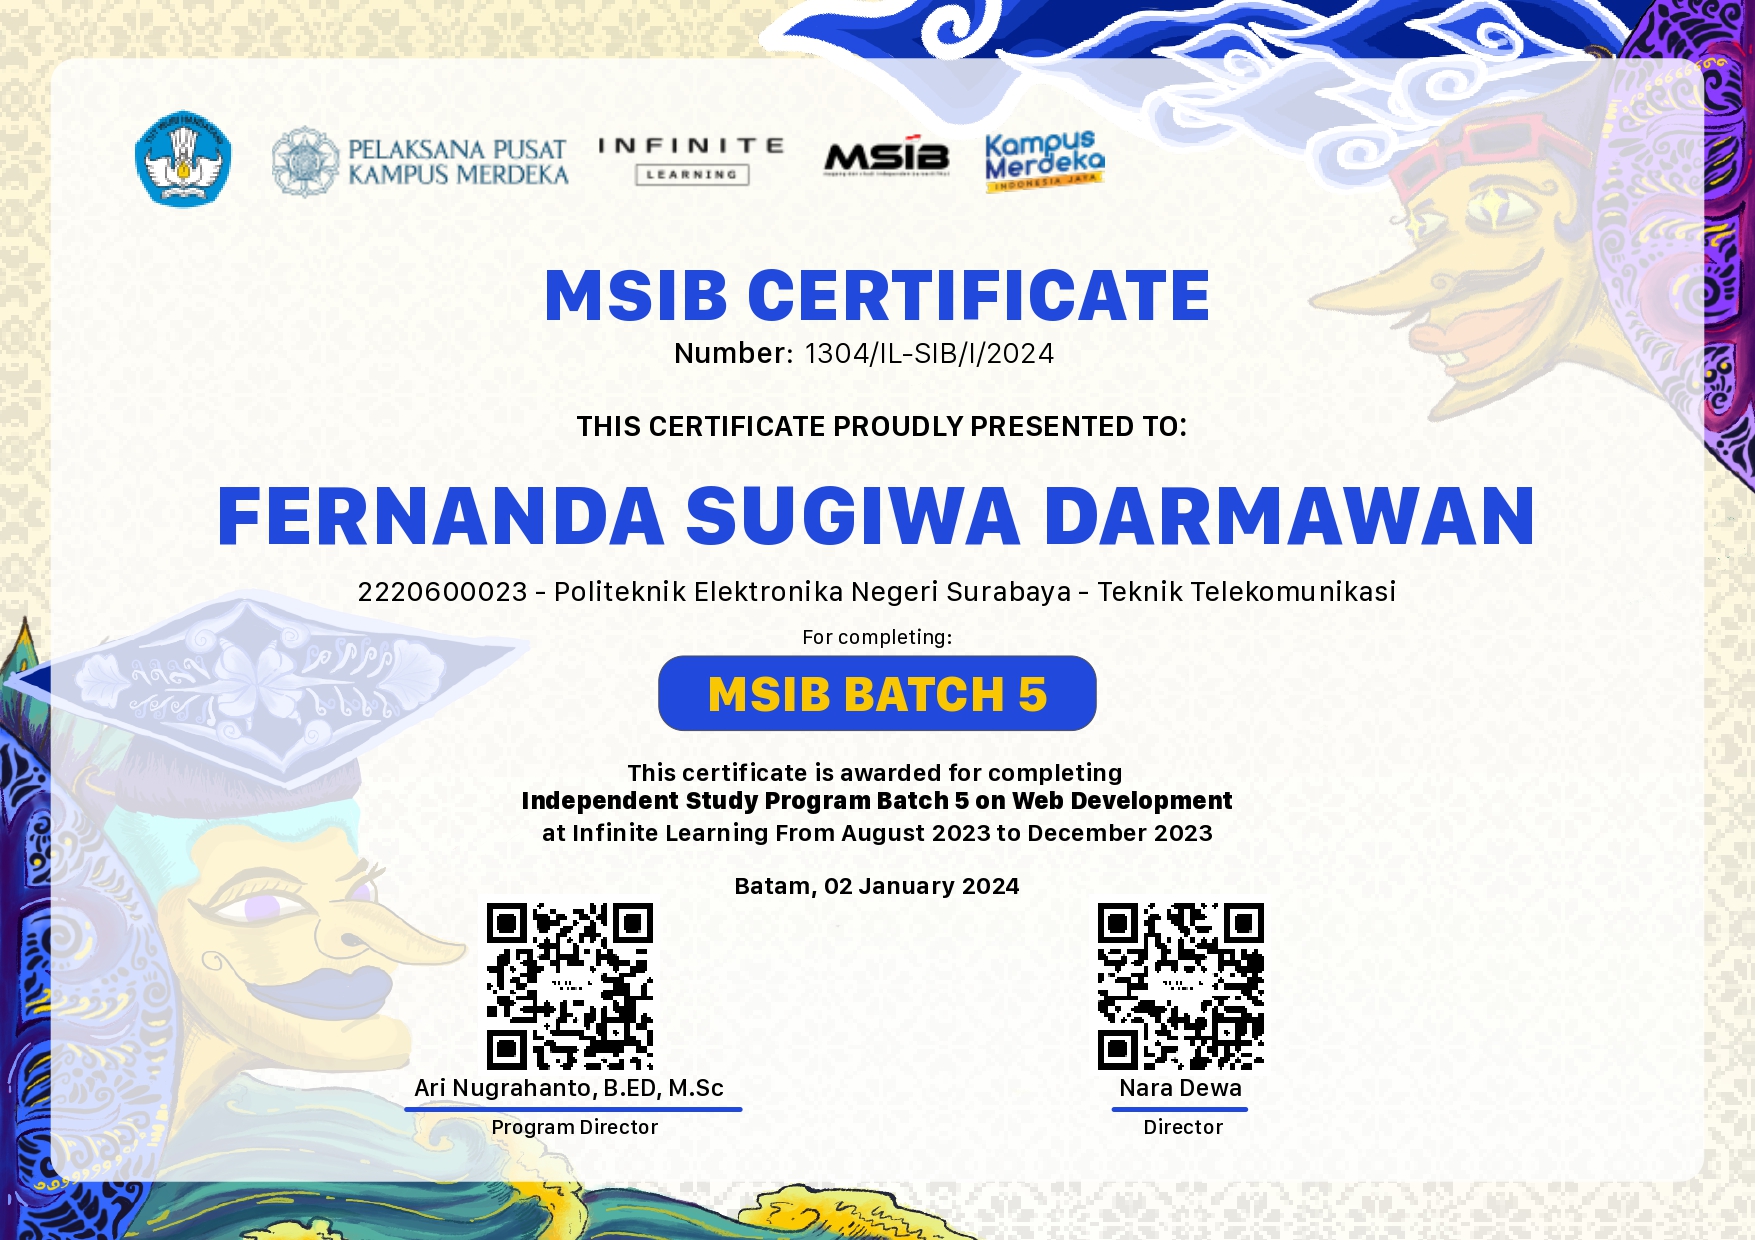 TUT WURI HANDAYANI
PELAKSANA PUSAT
KAMPUS MERDEKA
INFINITE
LEARNING
MSIB
Kampus
Merdeka
INDONESIA JAYA
MSIB CERTIFICATE
Number: 1304/IL-SIB/I/2024
THIS CERTIFICATE PROUDLY PRESENTED TO:
FERNANDA SUGIWA DARMAWAN
2220600023 - Politeknik Elektronika Negeri Surabaya - Teknik Telekomunikasi
For completing:
MSIB BATCH 5
This certificate is awarded for completing
Independent Study Program Batch 5 on Web Development
at Infinite Learning From August 2023 to December 2023
Batam, 02 January 2024
Ari Nugrahanto, B.ED, M.Sc
Program Director
Nara Dewa
Director